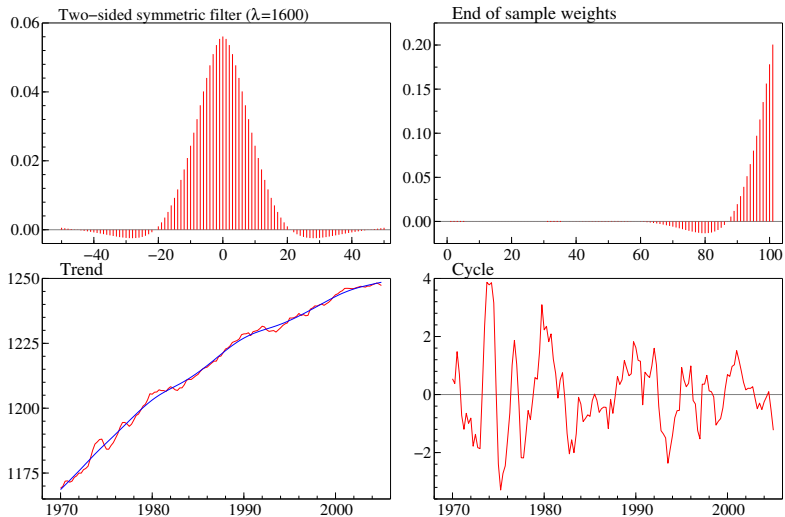 Two−sided symmetric filter (λ=1600)
0.06
0.04
0.02
0.00
−40 −20 0 20 40
End of sample weights
0.20
0.15
0.10
0.05
0.00
0 20 40 60 80 100
Trend
1250
1225
1200
1175
1970 1980 1990 2000
Cycle
4
2
0
−2
1970 1980 1990 2000